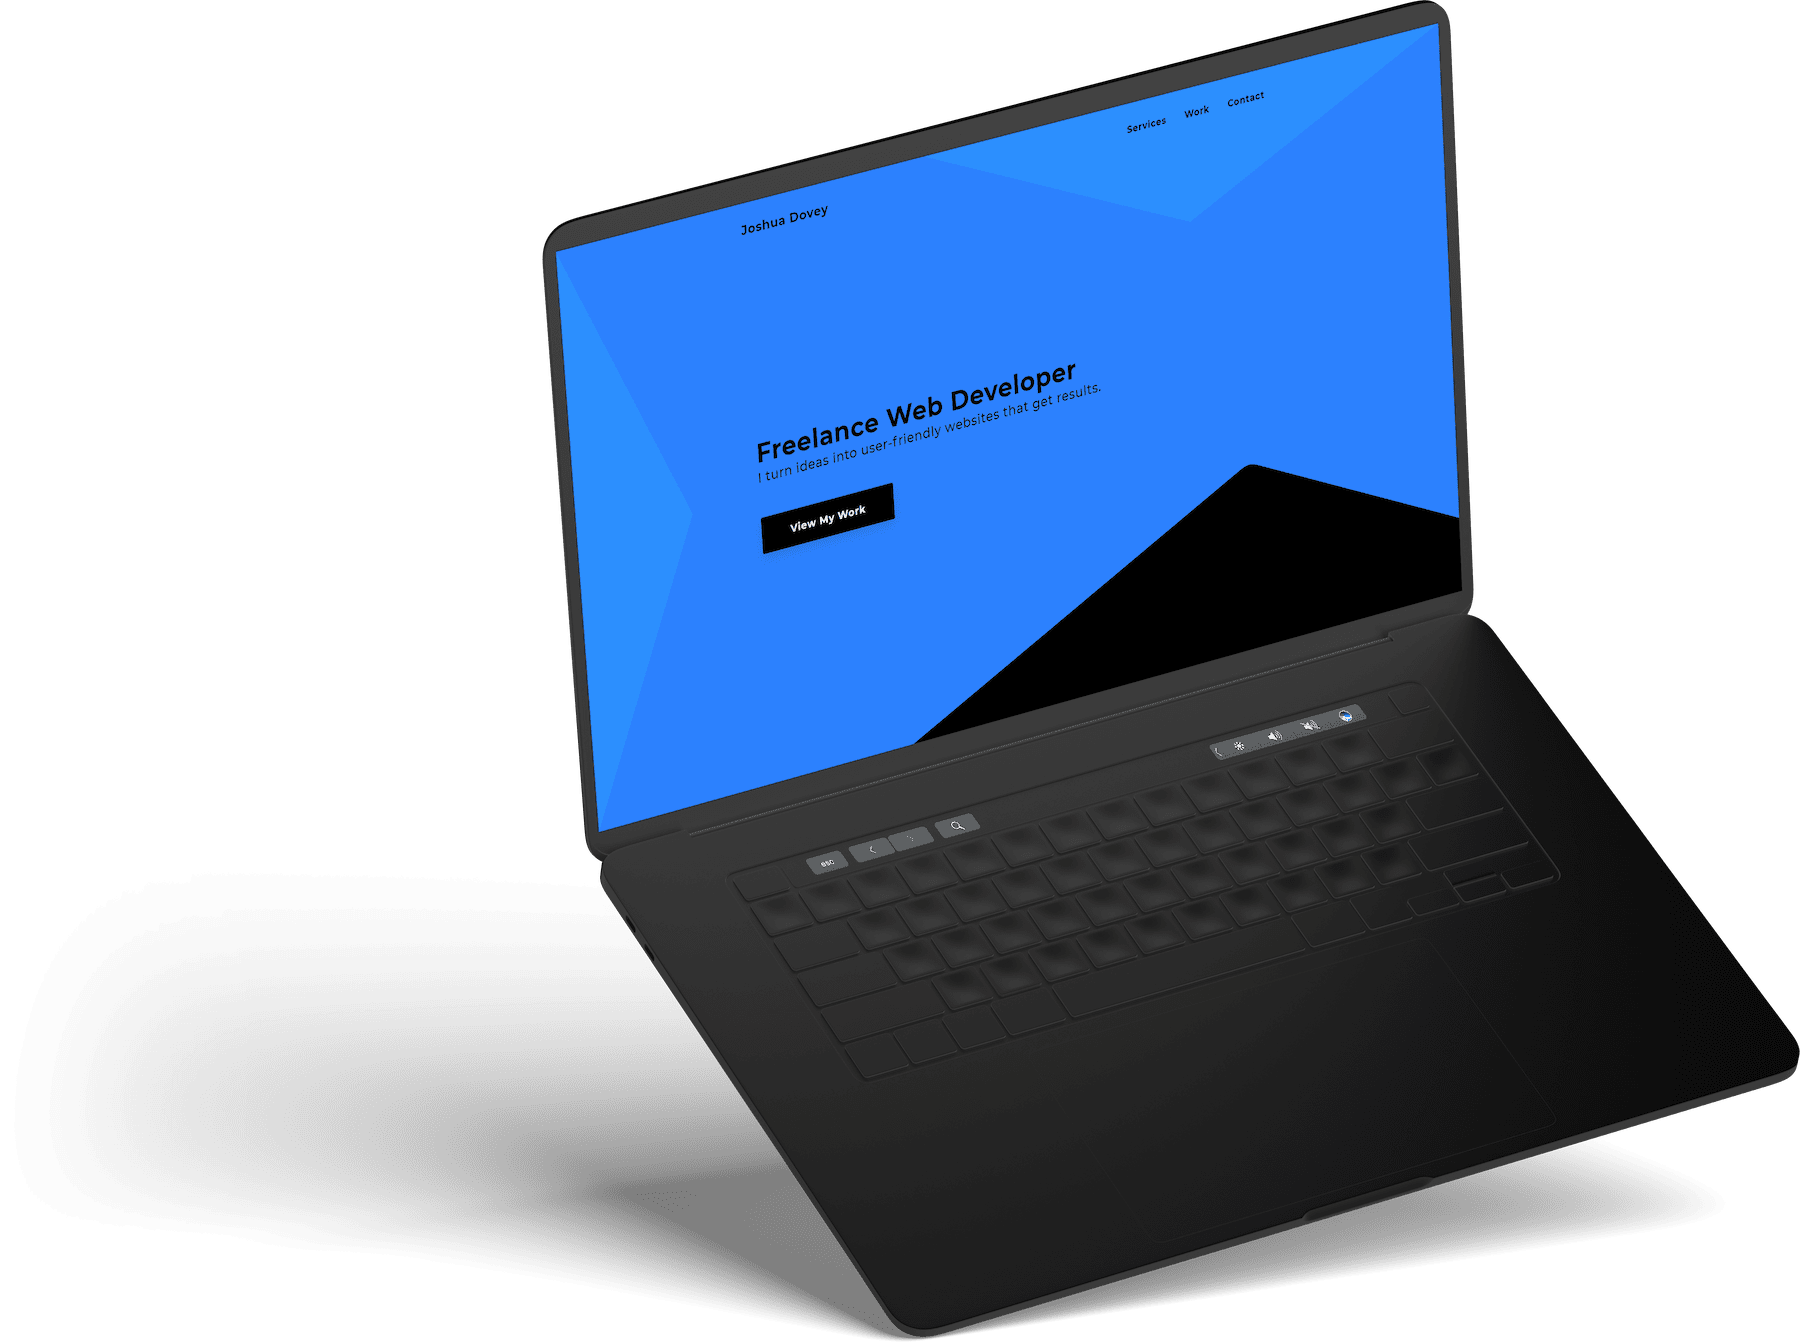 Services Work Contact
Joshua Dovey
Freelance Web Developer
I turn ideas into user-friendly websites that get results.
View My Work
esc